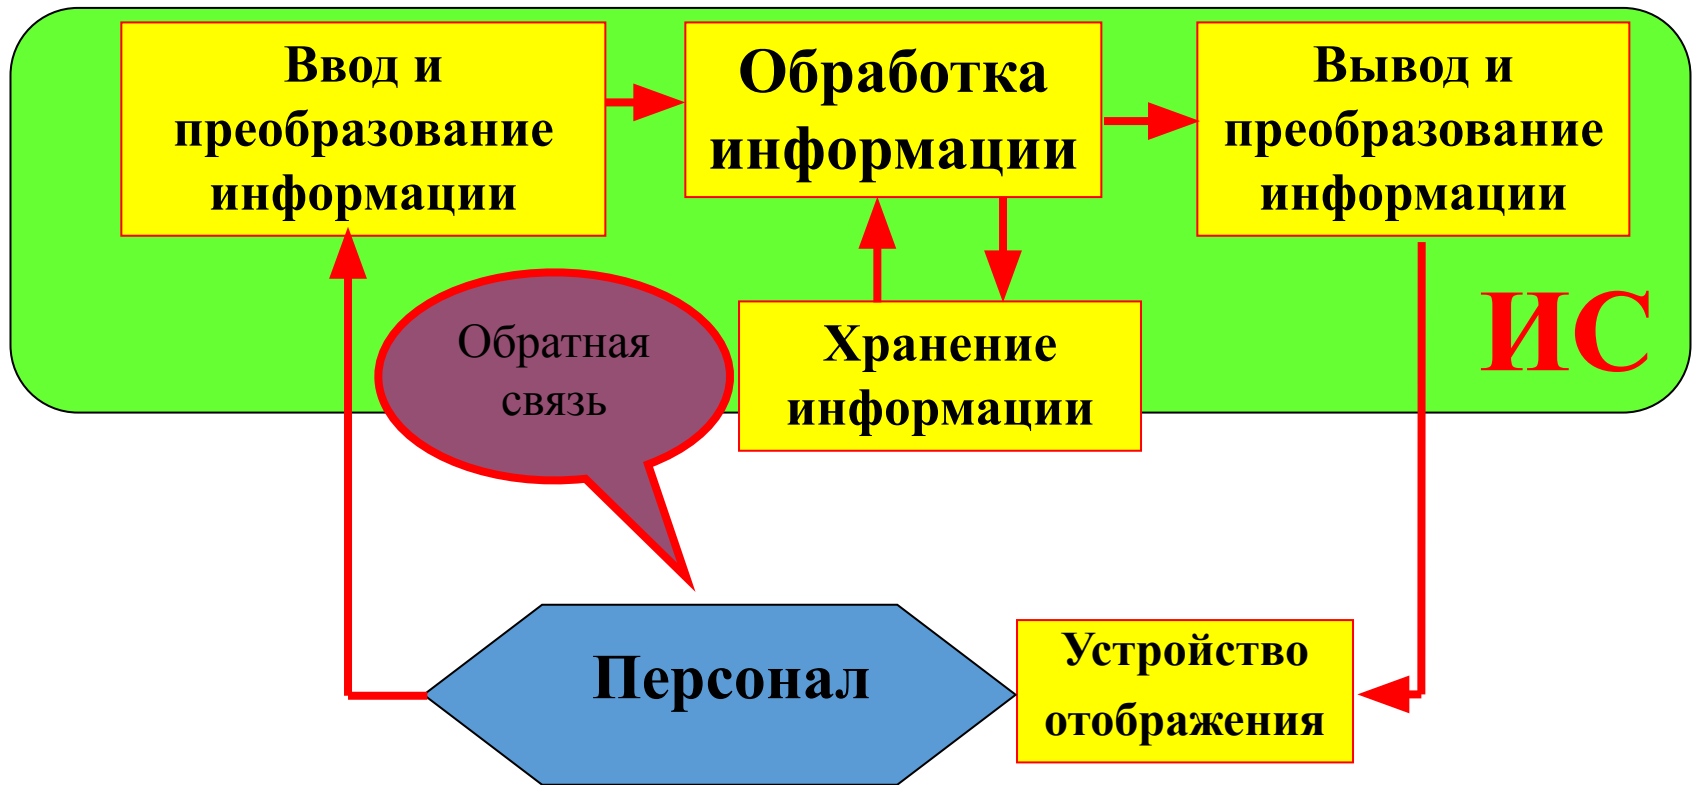 Ввод и
преобразование
информации
Обработка
информации
Вывод и
преобразование
информации
Обратная
связь
Хранение
информации
ИС
Персонал
Устройство
отображения